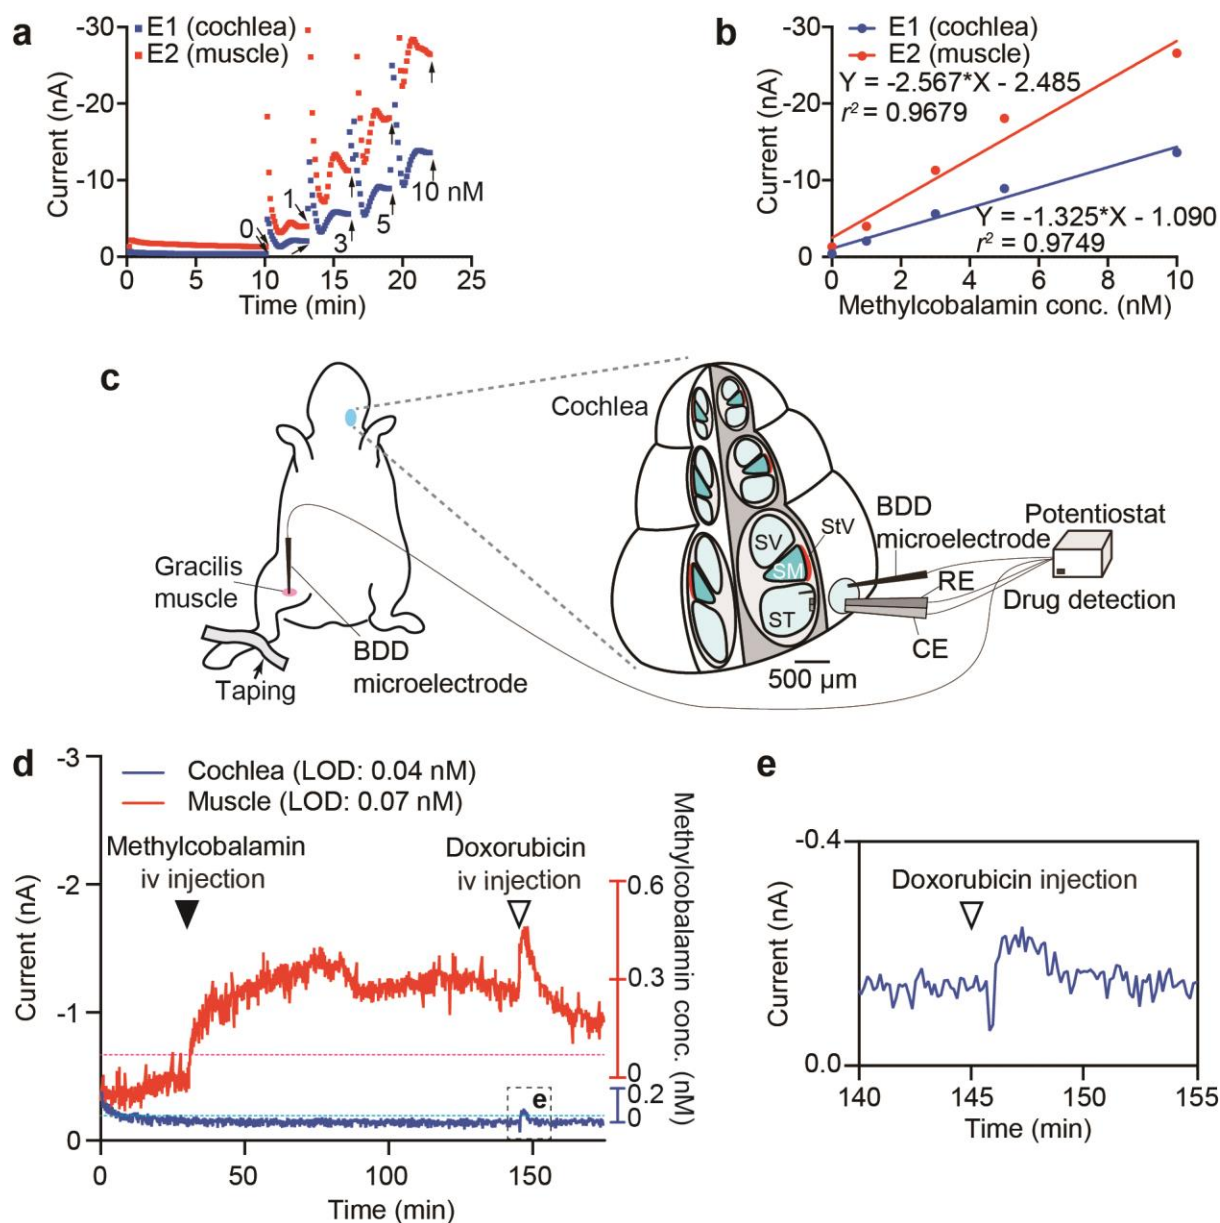 a
E1 (cochlea)
E2 (muscle)
-30
-20
-10
0
Current (nA)
0
1
3
5
10 nM
0
5
10
15
20
25
Time (min)
b
E1 (cochlea)
E2 (muscle)
Y = -2.567*X - 2.485
r² = 0.9679
Y = -1.325*X - 1.090
r² = 0.9749
-30
-20
-10
0
Current (nA)
0
2
4
6
8
10
Methylcobalamin conc. (nM)
c
Cochlea
Gracilis
muscle
Taping
BDD
microelectrode
SV
SM
ST
StV
500 µm
BDD
microelectrode
RE
CE
Potentiostat
Drug detection
d
Cochlea (LOD: 0.04 nM)
Muscle (LOD: 0.07 nM)
Methylcobalamin
iv injection
Doxorubicin
iv injection
-3
-2
-1
0
Current (nA)
0
50
100
150
Time (min)
0.6
0.3
0
0.2
0
Methylcobalamin conc. (nM)
e
e
Doxorubicin injection
-0.4
0.0
Current (nA)
140
145
150
155
Time (min)